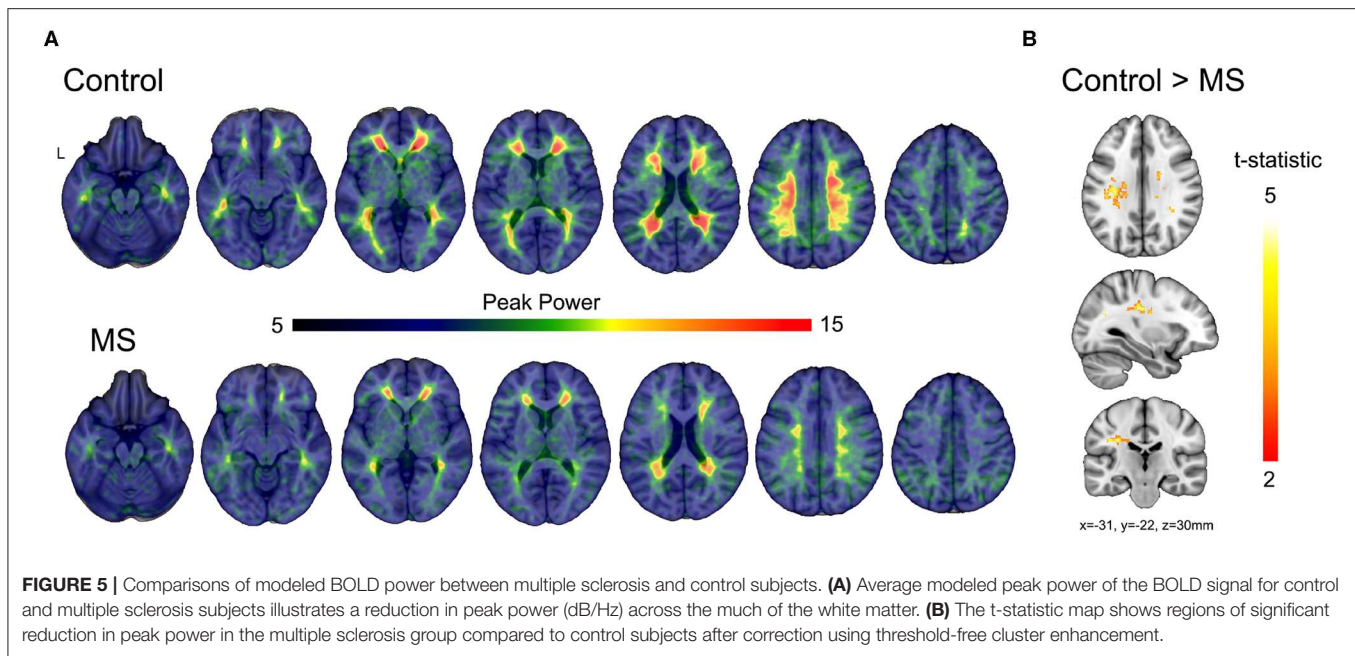 A
Control
L
Peak Power
5
15
MS
B
Control > MS
t-statistic
5
2
x=-31, y=-22, z=30mm
FIGURE 5 | Comparisons of modeled BOLD power between multiple sclerosis and control subjects. (A) Average modeled peak power of the BOLD signal for control
and multiple sclerosis subjects illustrates a reduction in peak power (dB/Hz) across the much of the white matter. (B) The t-statistic map shows regions of significant
reduction in peak power in the multiple sclerosis group compared to control subjects after correction using threshold-free cluster enhancement.